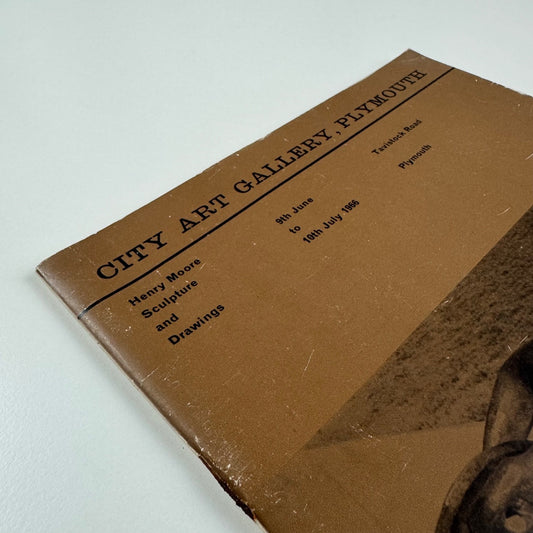 CITY ART GALLERY, PLYMOUTH
Henry Moore
Sculpture
and
Drawings
9th June
to
10th July 1966
Tavistock Road
Plymouth